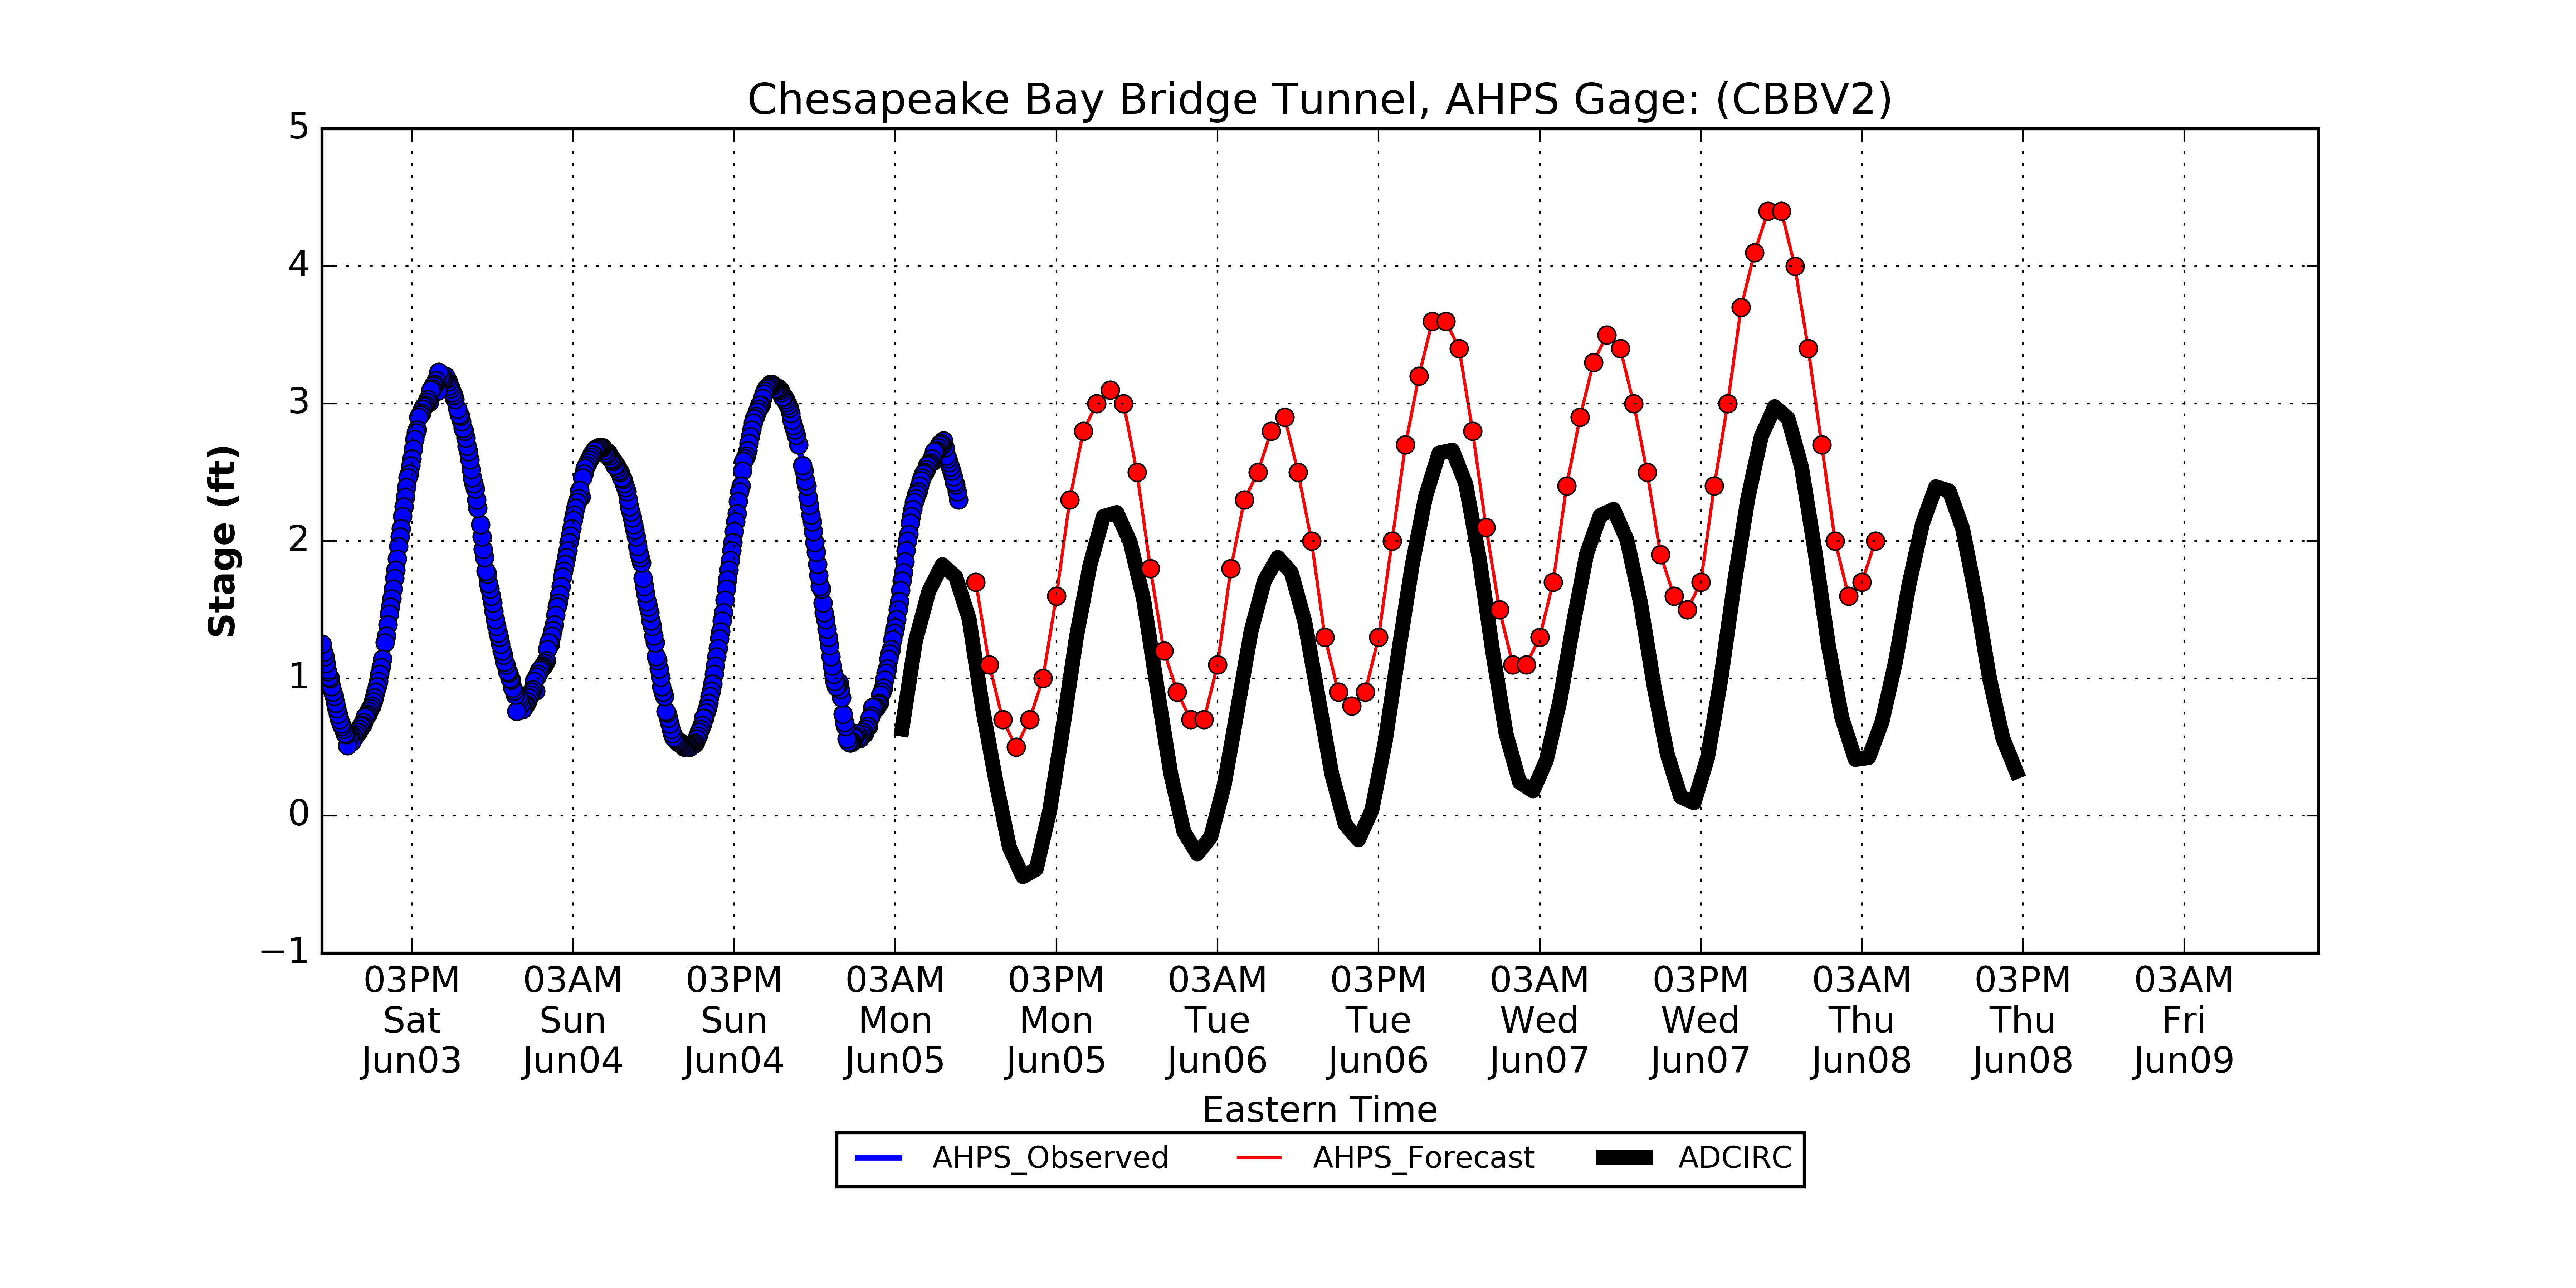 Chesapeake Bay Bridge Tunnel, AHPS Gage: (CBBV2)
5
4
3
2
1
0
−1
Stage (ft)
03PM 03AM 03PM 03AM 03PM 03AM 03PM 03AM 03PM 03AM 03PM 03AM
Sat Sun Sun Mon Mon Tue Tue Wed Wed Thu Thu Fri
Jun03 Jun04 Jun04 Jun05 Jun05 Jun06 Jun06 Jun07 Jun07 Jun08 Jun08 Jun09
Eastern Time
AHPS_Observed AHPS_Forecast ADCIRC